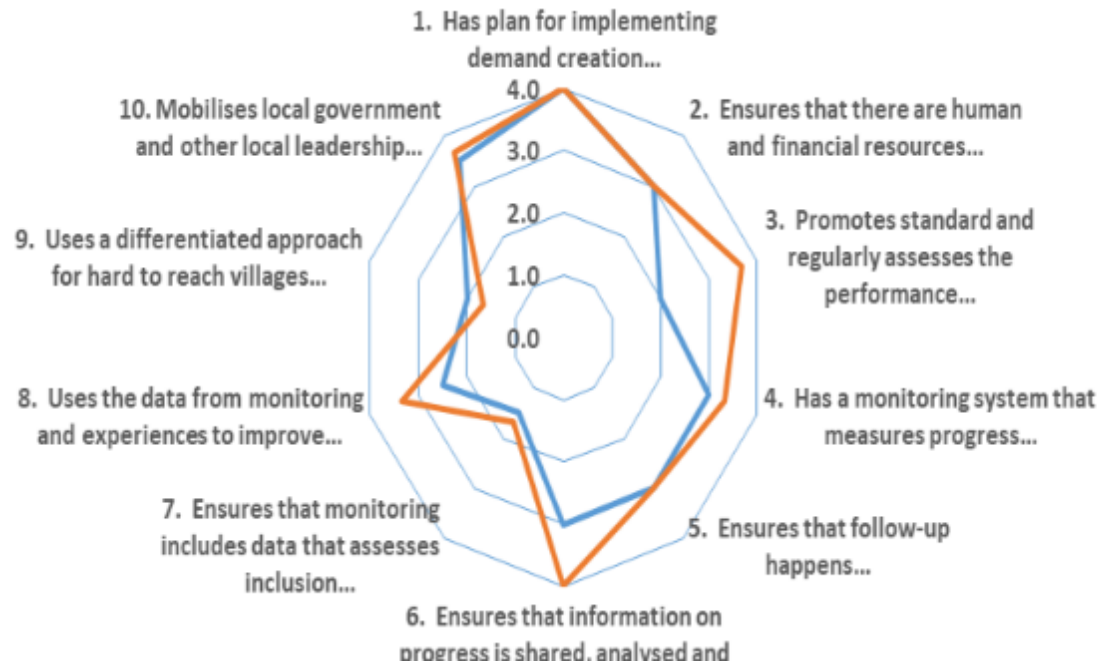 1. Has plan for implementing
demand creation...
2. Ensures that there are human
and financial resources...
3. Promotes standard and
regularly assesses the
performance...
4. Has a monitoring system that
measures progress...
5. Ensures that follow-up
happens...
6. Ensures that information on
progress is shared, analysed and
7. Ensures that monitoring
includes data that assesses
inclusion...
8. Uses the data from monitoring
and experiences to improve...
9. Uses a differentiated approach
for hard to reach villages...
10. Mobilises local government
and other local leadership...
4.0
3.0
2.0
1.0
0.0